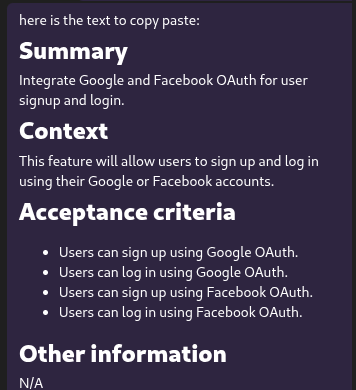 here is the text to copy paste:
Summary
Integrate Google and Facebook OAuth for user
signup and login.
Context
This feature will allow users to sign up and log in
using their Google or Facebook accounts.
Acceptance criteria
• Users can sign up using Google OAuth.
• Users can log in using Google OAuth.
• Users can sign up using Facebook OAuth.
• Users can log in using Facebook OAuth.
Other information
N/A